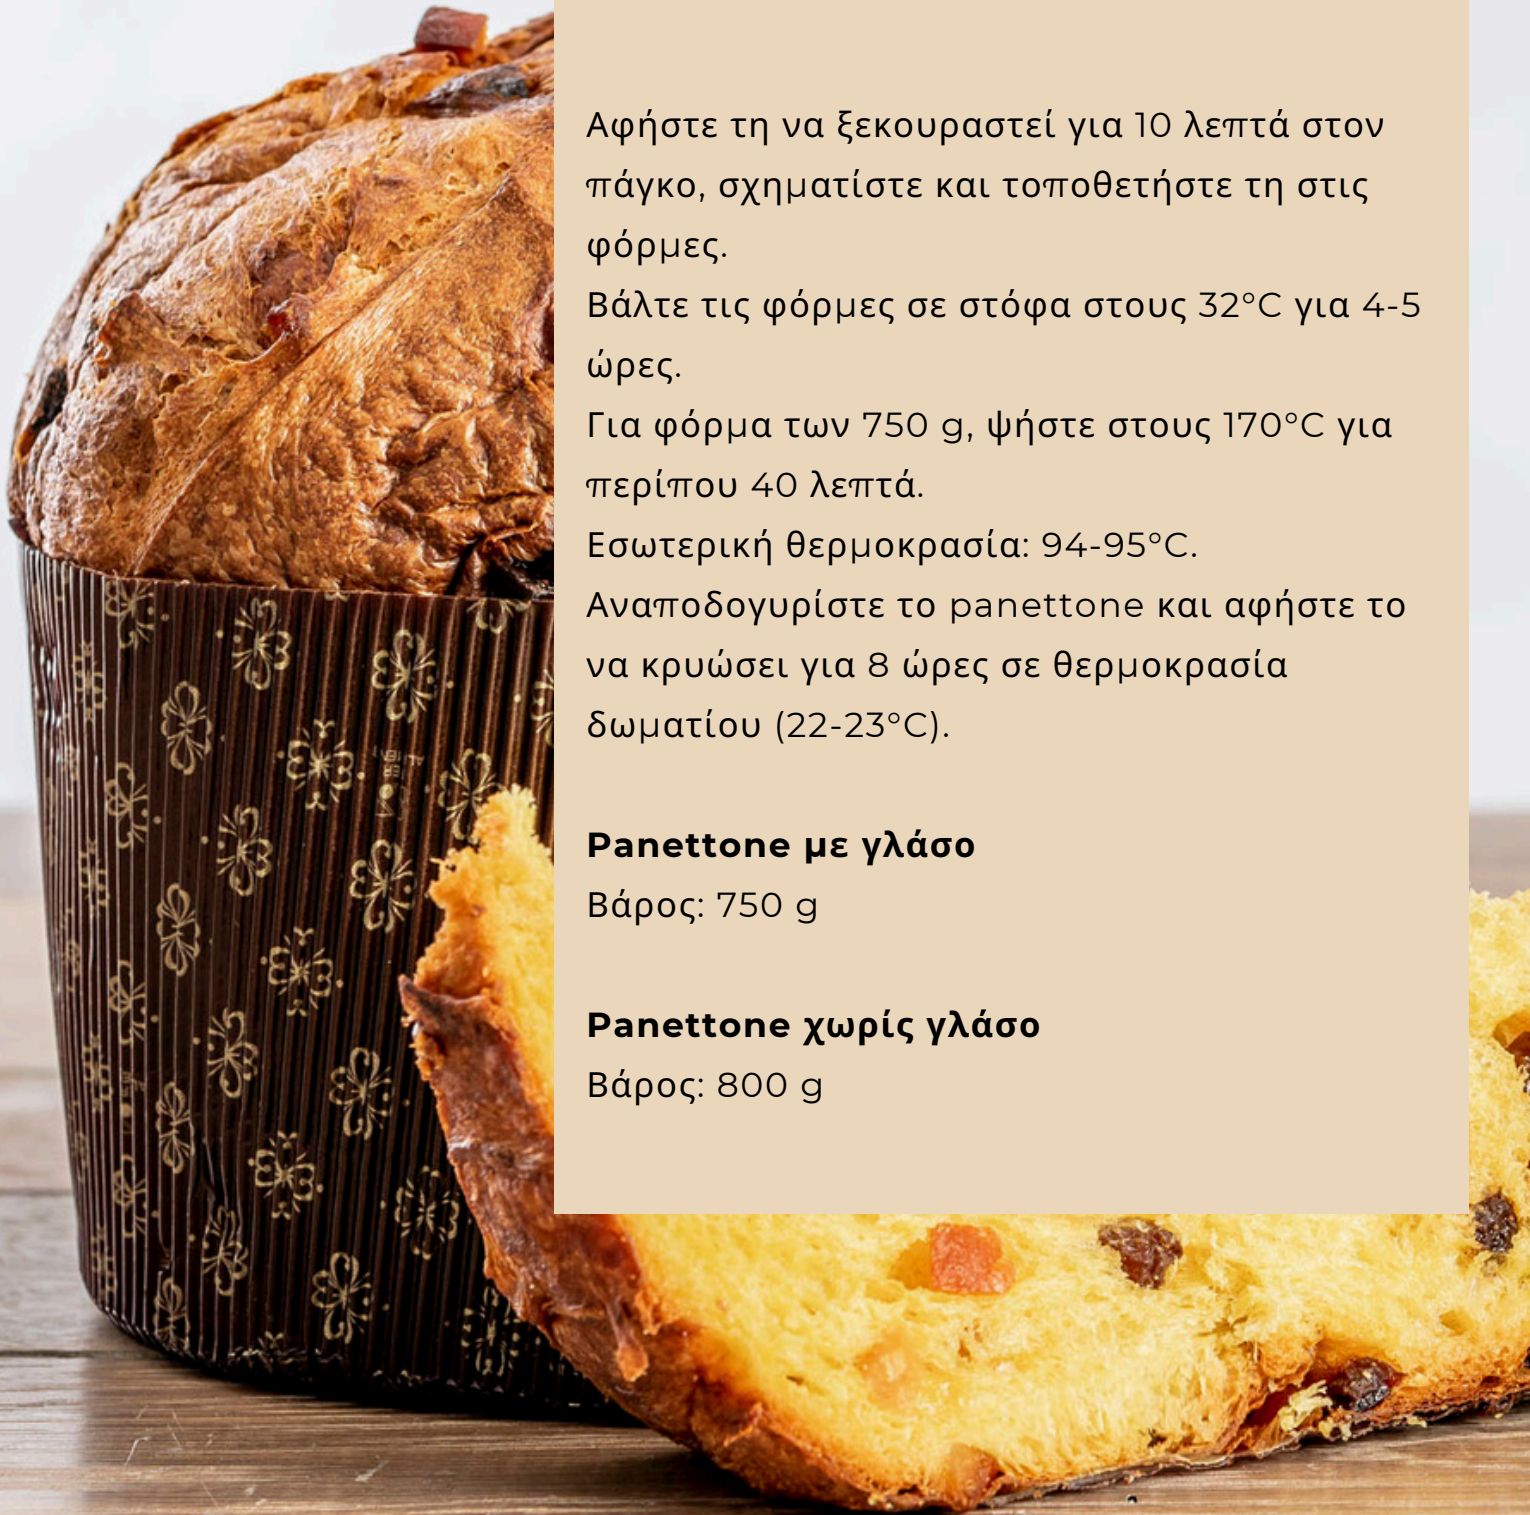 Αφήστε τη να ξεκουραστεί για 10 λεπτά στον
πάγκο, σχηματίστε και τοποθετήστε τη στις
φόρμες.
Βάλτε τις φόρμες σε στόφα στους 32°C για 4-5
ώρες.
Για φόρμα των 750 g, ψήστε στους 170°C για
περίπου 40 λεπτά.
Εσωτερική θερμοκρασία: 94-95°C.
Αναποδογυρίστε το panettone και αφήστε το
να κρυώσει για 8 ώρες σε θερμοκρασία
δωματίου (22-23°C).
Panettone με γλάσο
Βάρος: 750 g
Panettone χωρίς γλάσο
Βάρος: 800 g